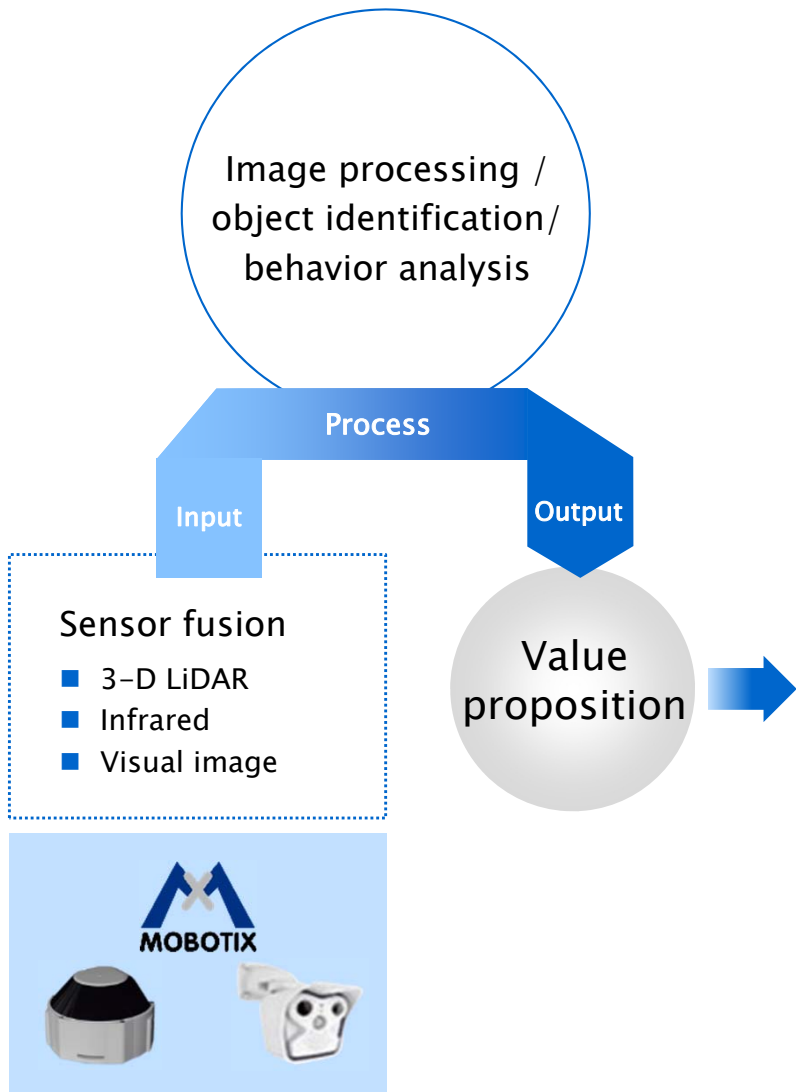 Image processing /
object identification/
behavior analysis
Process
Input
Output
Sensor fusion
3-D LiDAR
Infrared
Visual image
Value
proposition
MOBOTIX